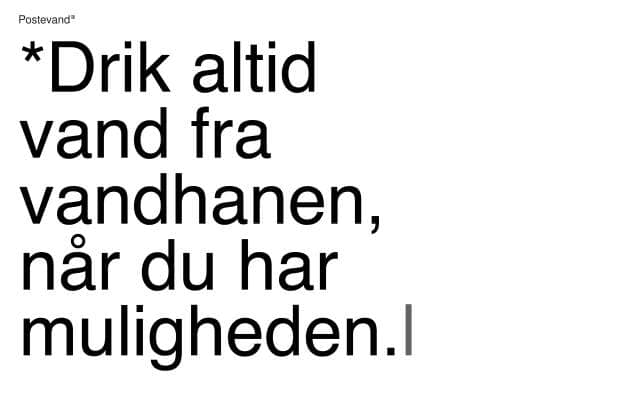 Postevand®
*Drik altid
vand fra
vandhanen,
når du har
muligheden.